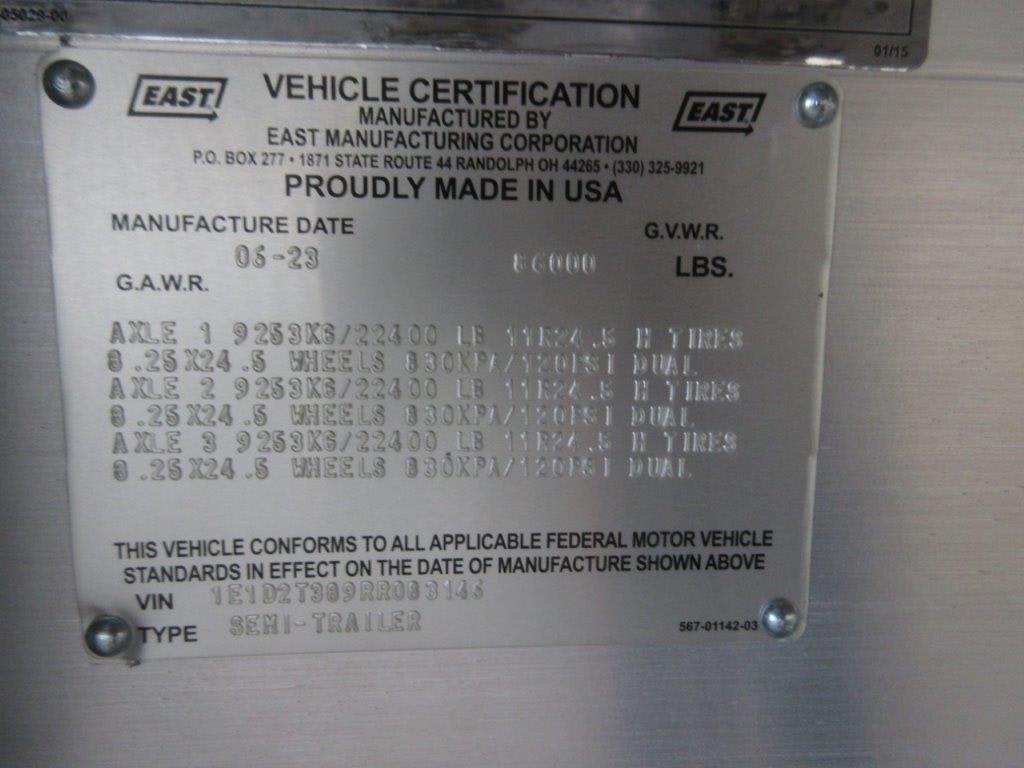 05029-00
01/15
EAST
VEHICLE CERTIFICATION
EAST
MANUFACTURED BY
EAST MANUFACTURING CORPORATION
P.O. BOX 277 • 1871 STATE ROUTE 44 RANDOLPH OH 44265 • (330) 325-9921
PROUDLY MADE IN USA
MANUFACTURE DATE
G.V.W.R.
06-23
86000 LBS.
G.A.W.R.
AXLE 1 9253KG/22400 LB 11R24.5 H TIRES
8.25X24.5 WHEELS 830KPA/120PSI DUAL
AXLE 2 9253KG/22400 LB 11R24.5 H TIRES
8.25X24.5 WHEELS 830KPA/120PSI DUAL
AXLE 3 9253KG/22400 LB 11R24.5 H TIRES
8.25X24.5 WHEELS 830KPA/120PSI DUAL
THIS VEHICLE CONFORMS TO ALL APPLICABLE FEDERAL MOTOR VEHICLE
STANDARDS IN EFFECT ON THE DATE OF MANUFACTURE SHOWN ABOVE
VIN 1E1D2T389RR083146
TYPE SEMI-TRAILER
567-01142-03